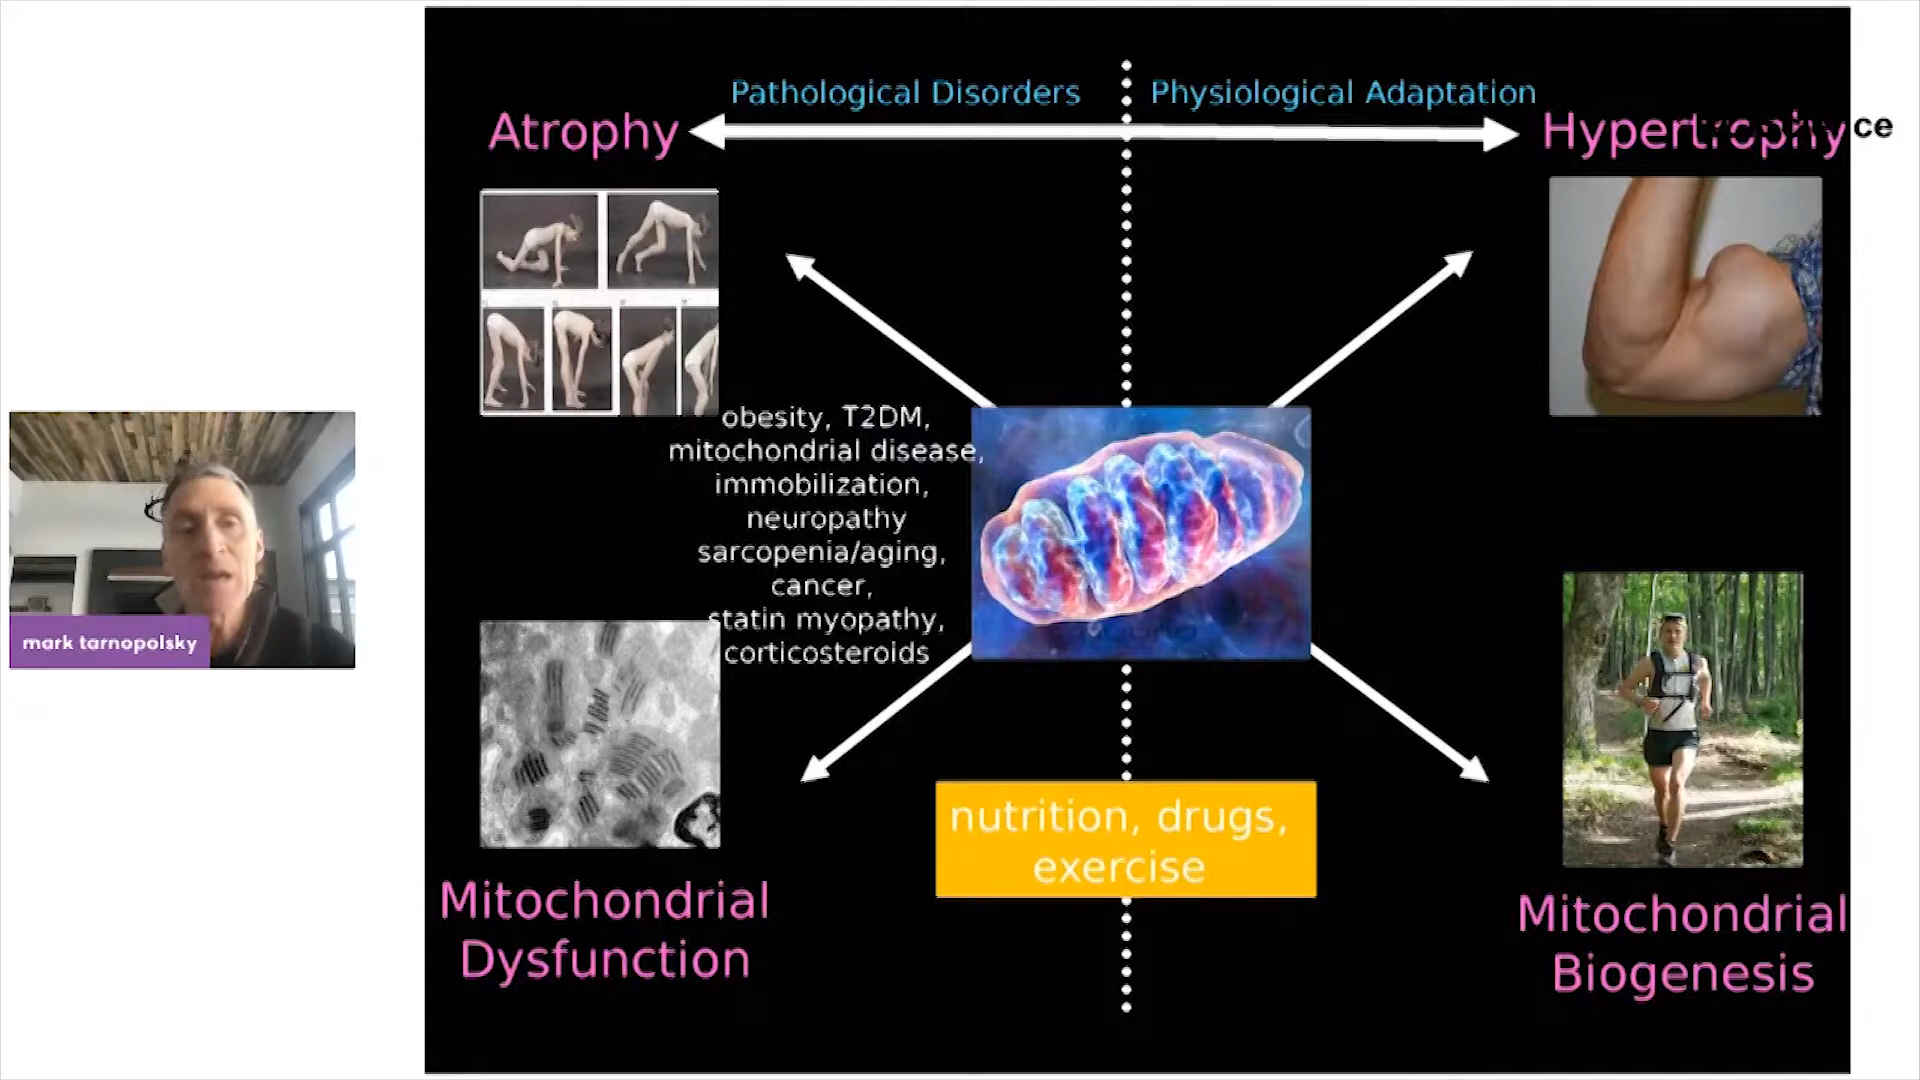 Pathological Disorders
Physiological Adaptation
Atrophy
Hypertrophy
ce
obesity, T2DM,
mitochondrial disease,
immobilization,
neuropathy
sarcopenia/aging,
cancer,
statin myopathy,
corticosteroids
mark tarnopolsky
nutrition, drugs,
exercise
Mitochondrial
Dysfunction
Mitochondrial
Biogenesis